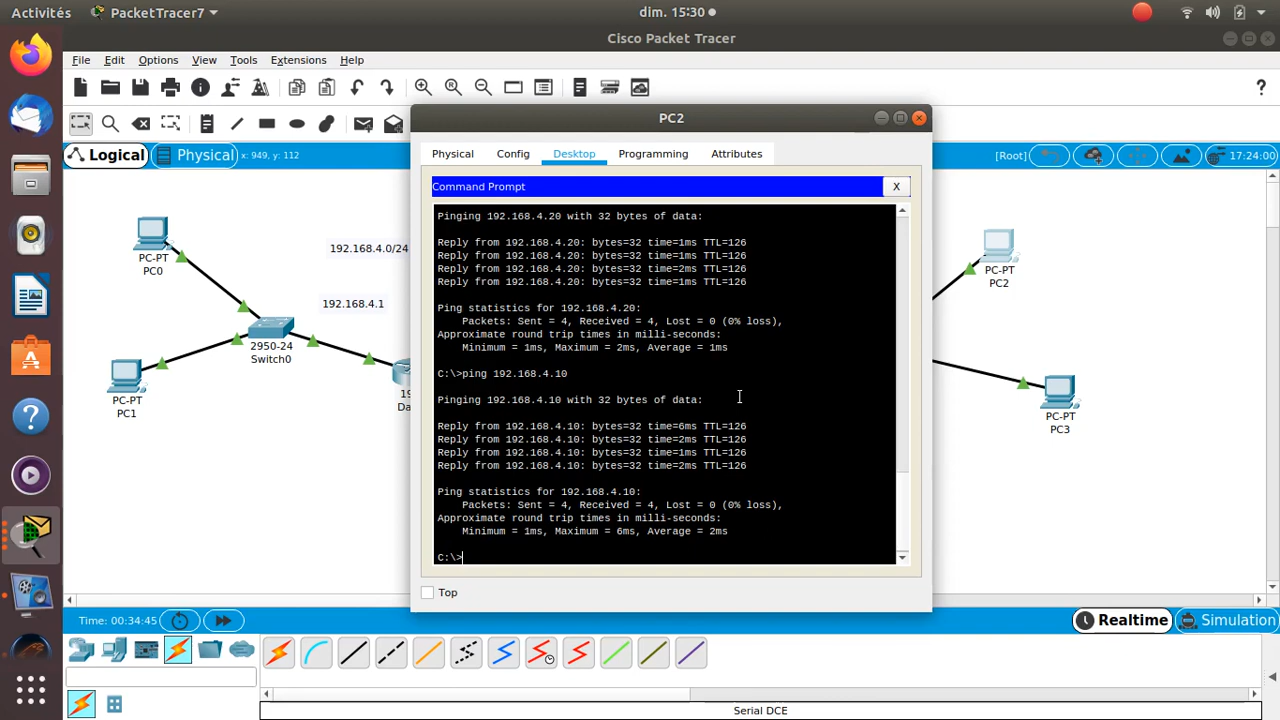 Activités
PacketTracer7
dim. 15:30
Cisco Packet Tracer
File Edit Options View Tools Extensions Help
Logical
Physical
x: 949, y: 112
[Root]
17:24:00
PC2
Physical Config Desktop Programming Attributes
Command Prompt
X
Pinging 192.168.4.20 with 32 bytes of data:
Reply from 192.168.4.20: bytes=32 time=1ms TTL=126
Reply from 192.168.4.20: bytes=32 time=1ms TTL=126
Reply from 192.168.4.20: bytes=32 time=2ms TTL=126
Reply from 192.168.4.20: bytes=32 time=1ms TTL=126
Ping statistics for 192.168.4.20:
Packets: Sent = 4, Received = 4, Lost = 0 (0% loss),
Approximate round trip times in milli-seconds:
Minimum = 1ms, Maximum = 2ms, Average = 1ms
C:\>ping 192.168.4.10
Pinging 192.168.4.10 with 32 bytes of data:
Reply from 192.168.4.10: bytes=32 time=6ms TTL=126
Reply from 192.168.4.10: bytes=32 time=2ms TTL=126
Reply from 192.168.4.10: bytes=32 time=1ms TTL=126
Reply from 192.168.4.10: bytes=32 time=2ms TTL=126
Ping statistics for 192.168.4.10:
Packets: Sent = 4, Received = 4, Lost = 0 (0% loss),
Approximate round trip times in milli-seconds:
Minimum = 1ms, Maximum = 6ms, Average = 2ms
C:\>
Top
PC-PT
PC0
192.168.4.0/24
192.168.4.1
2950-24
Switch0
PC-PT
PC1
19
Da
PC-PT
PC2
PC-PT
PC3
Time: 00:34:45
Realtime
Simulation
Serial DCE